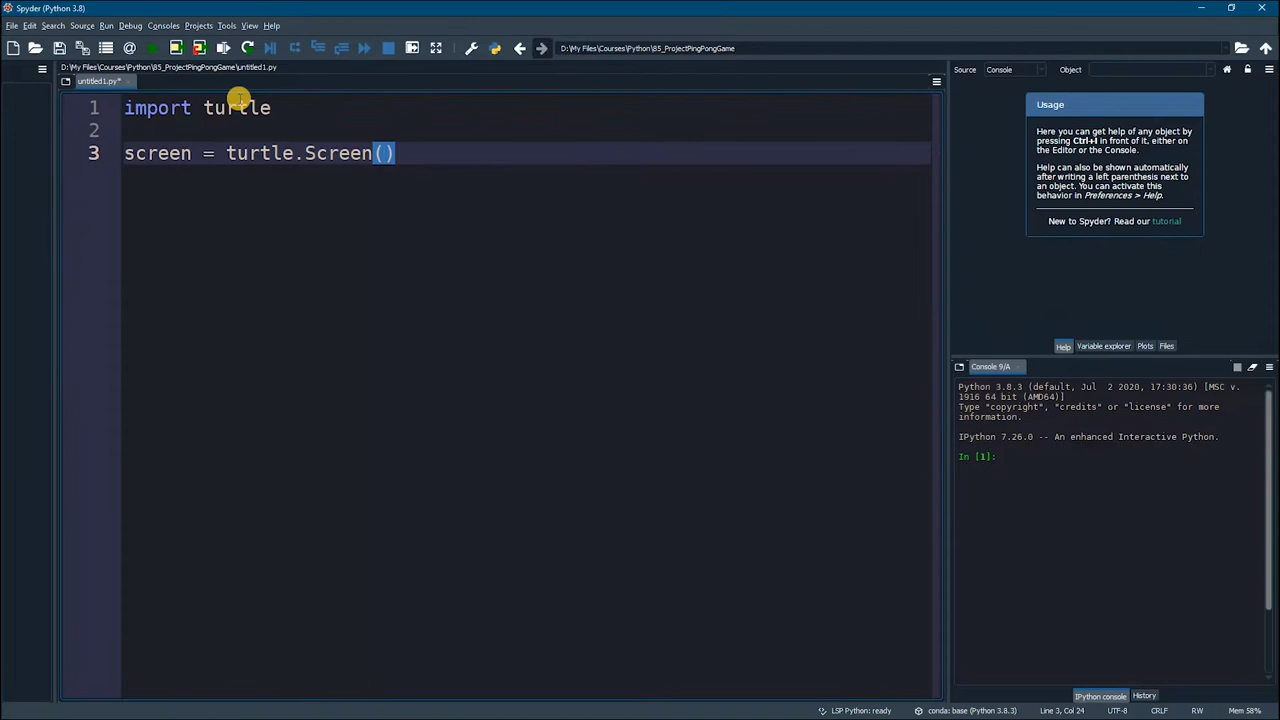 Spyder (Python 3.8)
File Edit Search Source Run Debug Consoles Projects Tools View Help
D:\My Files\Courses\Python\85_ProjectPingPongGame
D:\My Files\Courses\Python\85_ProjectPingPongGame\untitled1.py
untitled1.py*
1 import turtle
2
3 screen = turtle.Screen()
Source Console Object
Usage
Here you can get help of any object by
pressing Ctrl+I in front of it, either on
the Editor or the Console.
Help can also be shown automatically
after writing a left parenthesis next to
an object. You can activate this
behavior in Preferences > Help.
New to Spyder? Read our tutorial
Help Variable explorer Plots Files
Console 9/A
Python 3.8.3 (default, Jul  2 2020, 17:30:36) [MSC v.
1916 64 bit (AMD64)]
Type "copyright", "credits" or "license" for more
information.
IPython 7.26.0 -- An enhanced Interactive Python.
In [1]:
IPython console History
LSP Python: ready conda: base (Python 3.8.3) Line 3, Col 24 UTF-8 CRLF RW Mem 58%